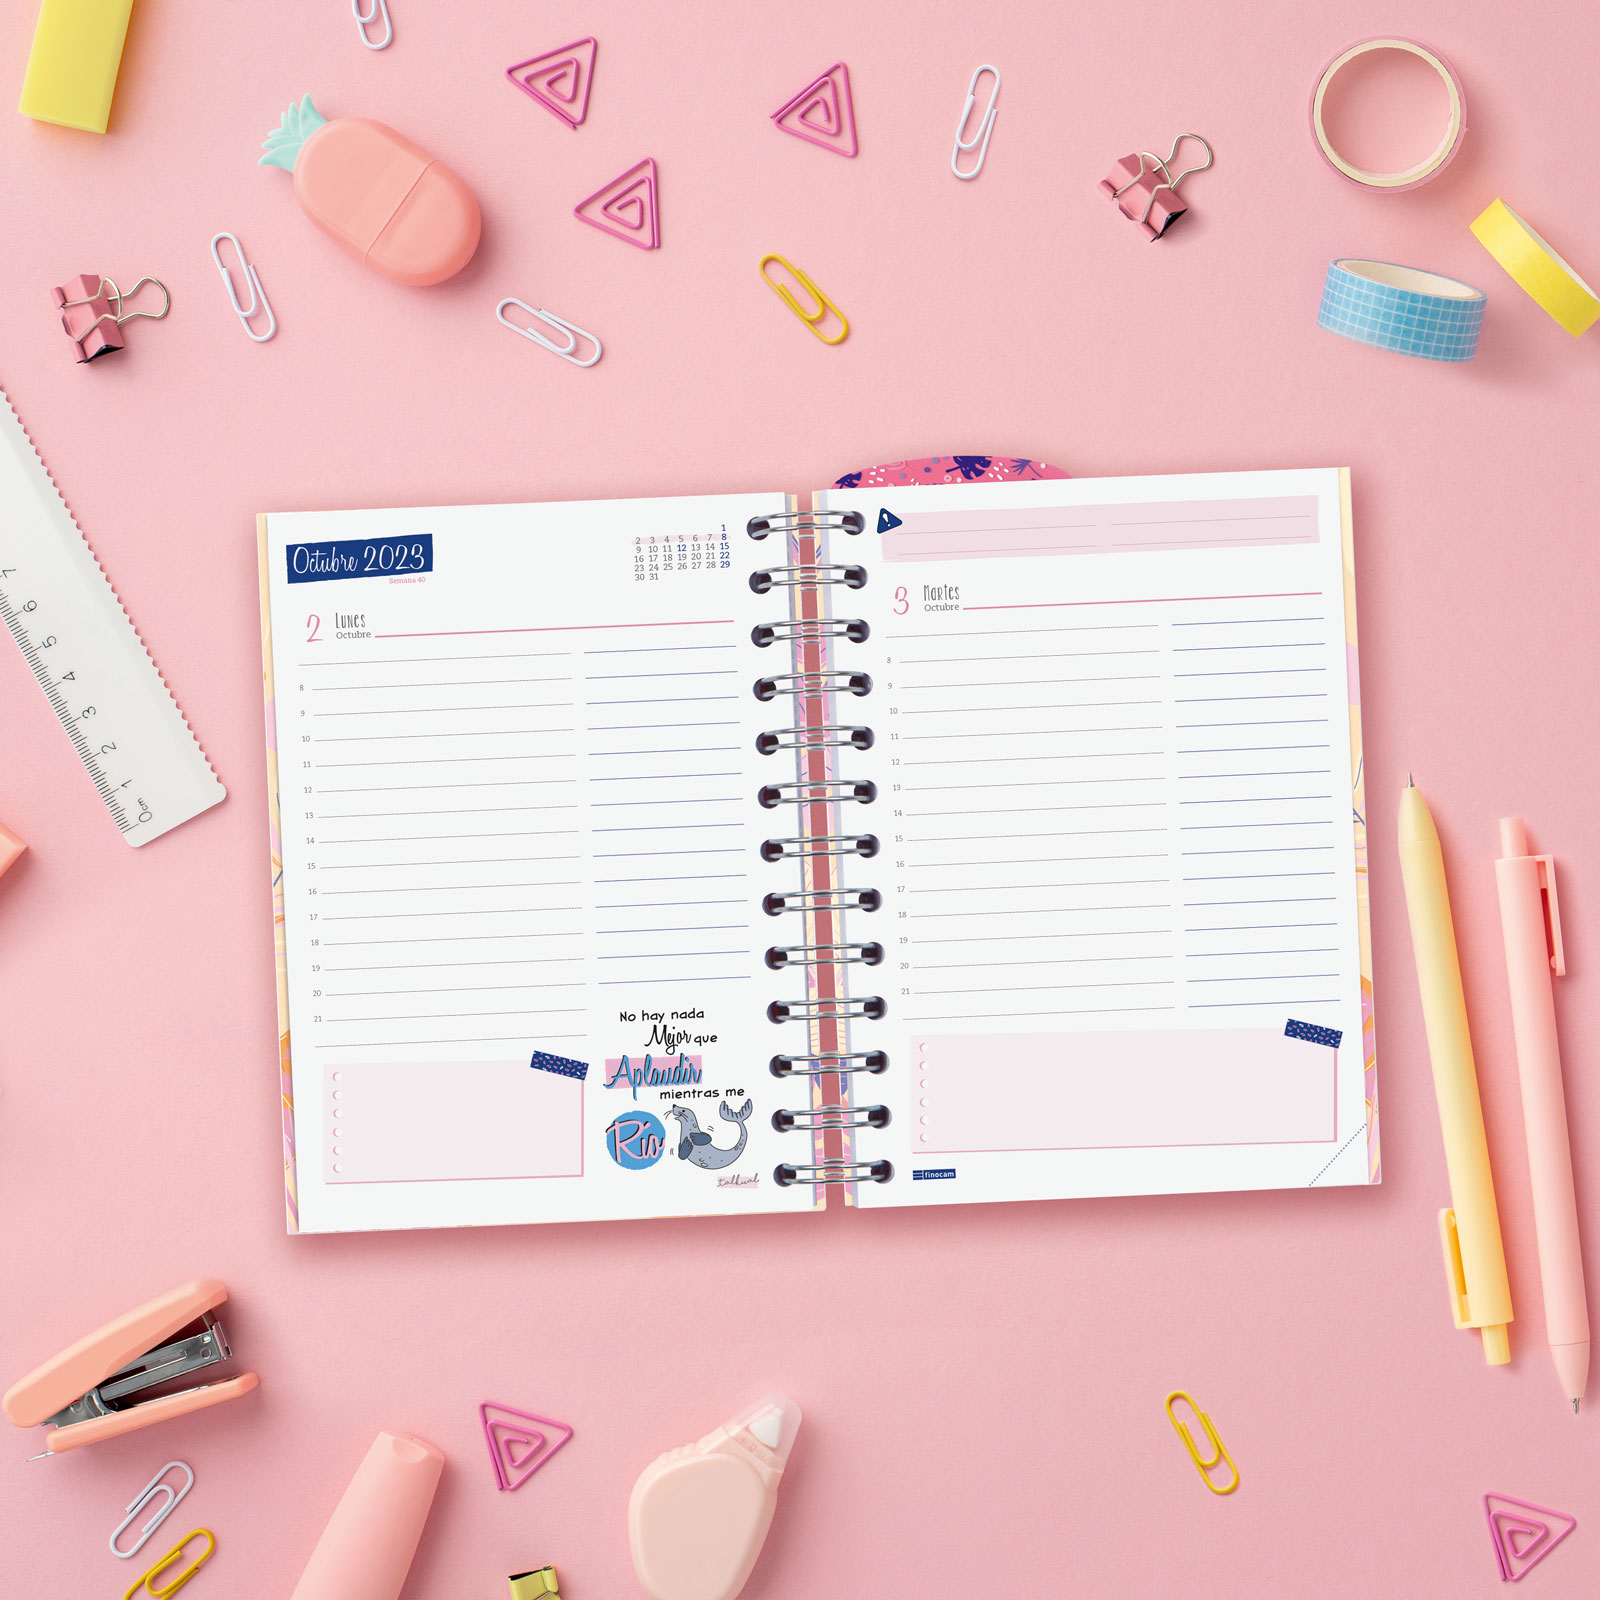 Octubre 2023
Semana 40
1
2 3 4 5 6 7 8
9 10 11 12 13 14 15
16 17 18 19 20 21 22
23 24 25 26 27 28 29
30 31
2 Lunes
Octubre
8
9
10
11
12
13
14
15
16
17
18
19
20
21
No hay nada
Mejor que
Aplaudir
mientras me
Río
talkual
!
3 Martes
Octubre
8
9
10
11
12
13
14
15
16
17
18
19
20
21
finocam
7
6
5
4
3
2
1
0cm